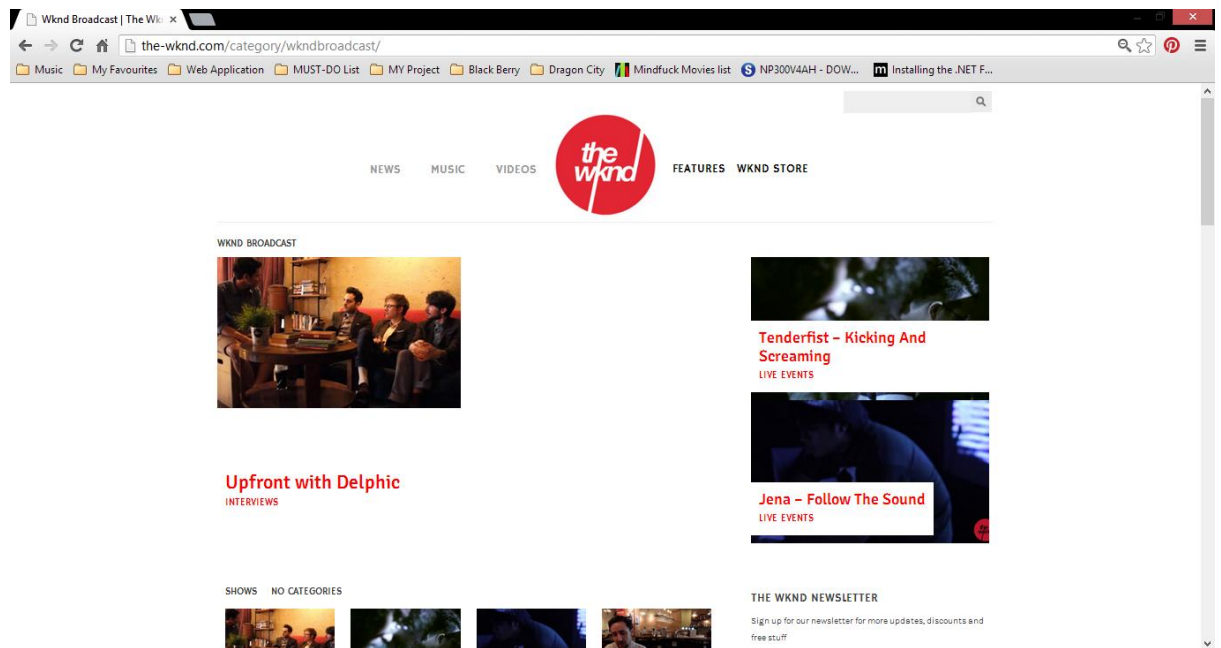 Wknd Broadcast | The Wk
the-wknd.com/category/wkndbroadcast/
Music My Favourites Web Application MUST-DO List MY Project Black Berry Dragon City Mindfuck Movies list NP300V4AH - DOW... Installing the .NET F...
NEWS MUSIC VIDEOS
the
wknd
FEATURES WKND STORE
WKND BROADCAST
Upfront with Delphic
INTERVIEWS
Tenderfist – Kicking And
Screaming
LIVE EVENTS
Jena – Follow The Sound
LIVE EVENTS
SHOWS NO CATEGORIES
THE WKND NEWSLETTER
Sign up for our newsletter for more updates, discounts and
free stuff